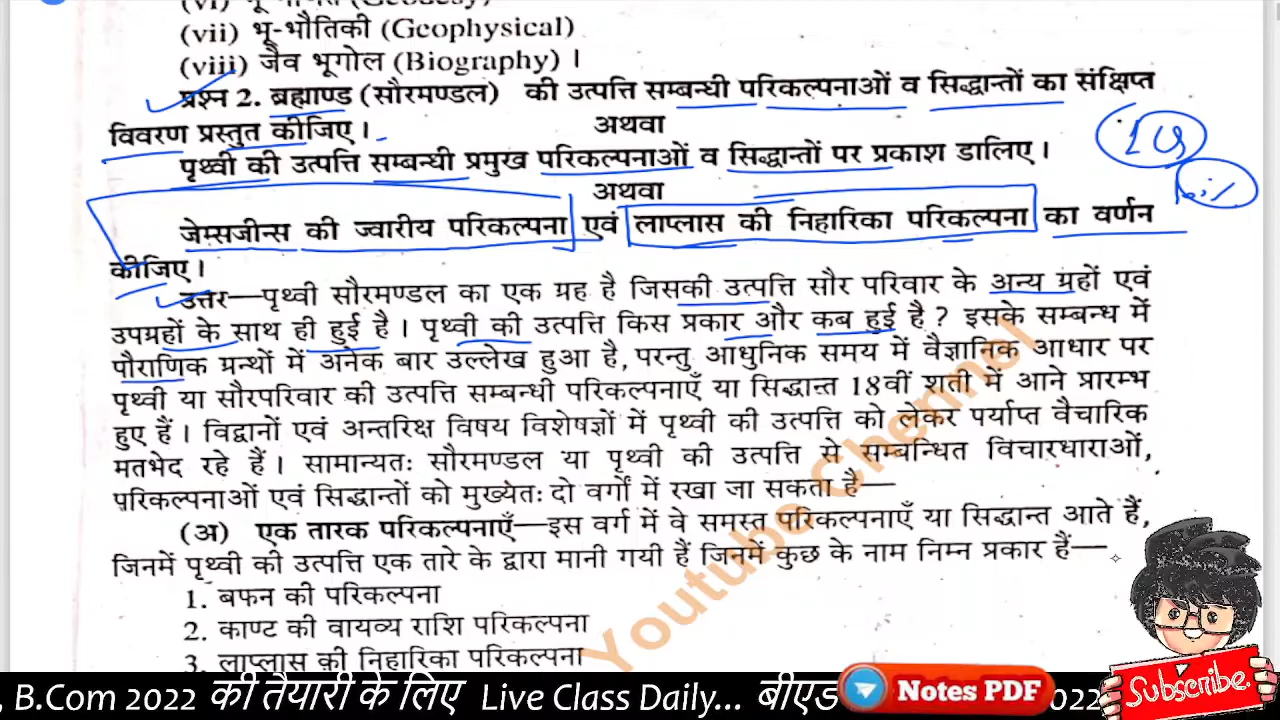 (vi) भू-गणित (Geodesy)
(vii) भू-भौतिकी (Geophysical)
(viii) जैव भूगोल (Biography) ।
प्रश्न 2. ब्रह्माण्ड (सौरमण्डल) की उत्पत्ति सम्बन्धी परिकल्पनाओं व सिद्धान्तों का संक्षिप्त
विवरण प्रस्तुत कीजिए।
अथवा
पृथ्वी की उत्पत्ति सम्बन्धी प्रमुख परिकल्पनाओं व सिद्धान्तों पर प्रकाश डालिए।
अथवा
जेम्सजीन्स की ज्वारीय परिकल्पना एवं लाप्लास की निहारिका परिकल्पना का वर्णन
कीजिए।
उत्तर—पृथ्वी सौरमण्डल का एक ग्रह है जिसकी उत्पत्ति सौर परिवार के अन्य ग्रहों एवं
उपग्रहों के साथ ही हुई है। पृथ्वी की उत्पत्ति किस प्रकार और कब हुई है? इसके सम्बन्ध में
पौराणिक ग्रन्थों में अनेक बार उल्लेख हुआ है, परन्तु आधुनिक समय में वैज्ञानिक आधार पर
पृथ्वी या सौरपरिवार की उत्पत्ति सम्बन्धी परिकल्पनाएँ या सिद्धान्त 18वीं शती में आने प्रारम्भ
हुए हैं। विद्वानों एवं अन्तरिक्ष विषय विशेषज्ञों में पृथ्वी की उत्पत्ति को लेकर पर्याप्त वैचारिक
मतभेद रहे हैं। सामान्यतः सौरमण्डल या पृथ्वी की उत्पत्ति से सम्बन्धित विचारधाराओं,
परिकल्पनाओं एवं सिद्धान्तों को मुख्येतः दो वर्गों में रखा जा सकता है—
(अ) एक तारक परिकल्पनाएँ—इस वर्ग में वे समस्त परिकल्पनाएँ या सिद्धान्त आते हैं,
जिनमें पृथ्वी की उत्पत्ति एक तारे के द्वारा मानी गयी हैं जिनमें कुछ के नाम निम्न प्रकार हैं—
1. बफन की परिकल्पना
2. काण्ट की वायव्य राशि परिकल्पना
3. लाप्लास की निहारिका परिकल्पना
Youtube Chennel
Subscribe
B.Com 2022 की तैयारी के लिए Live Class Daily... बीएड
Notes PDF
2022